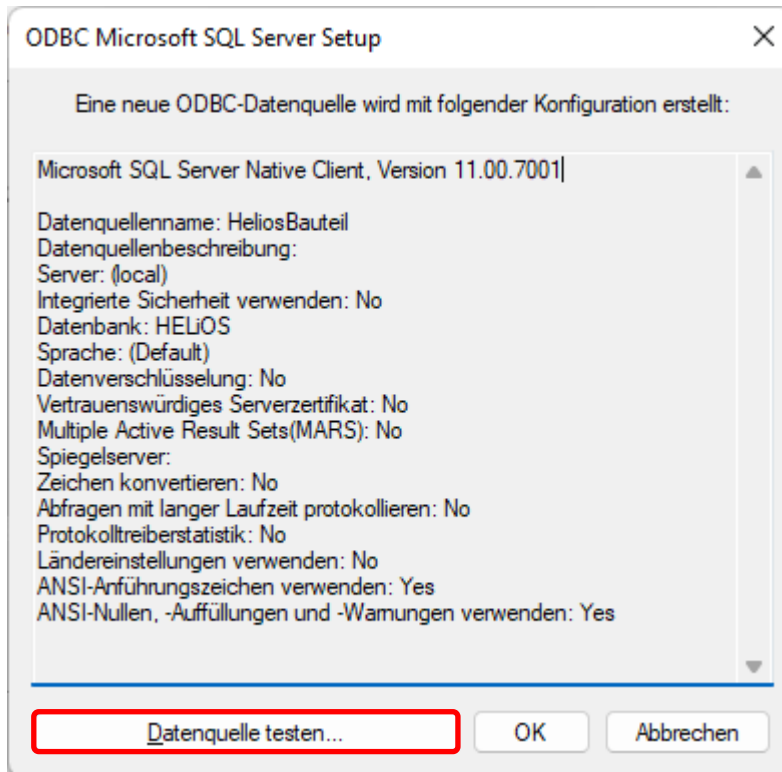 ODBC Microsoft SQL Server Setup
Eine neue ODBC-Datenquelle wird mit folgender Konfiguration erstellt:
Microsoft SQL Server Native Client, Version 11.00.7001
Datenquellenname: HeliosBauteil
Datenquellenbeschreibung:
Server: (local)
Integrierte Sicherheit verwenden: No
Datenbank: HELiOS
Sprache: (Default)
Datenverschlüsselung: No
Vertrauenswürdiges Serverzertifikat: No
Multiple Active Result Sets(MARS): No
Spiegelserver:
Zeichen konvertieren: No
Abfragen mit langer Laufzeit protokollieren: No
Protokolltreiberstatistik: No
Ländereinstellungen verwenden: No
ANSI-Anführungszeichen verwenden: Yes
ANSI-Nullen, -Auffüllungen und -Warnungen verwenden: Yes
Datenquelle testen... OK Abbrechen